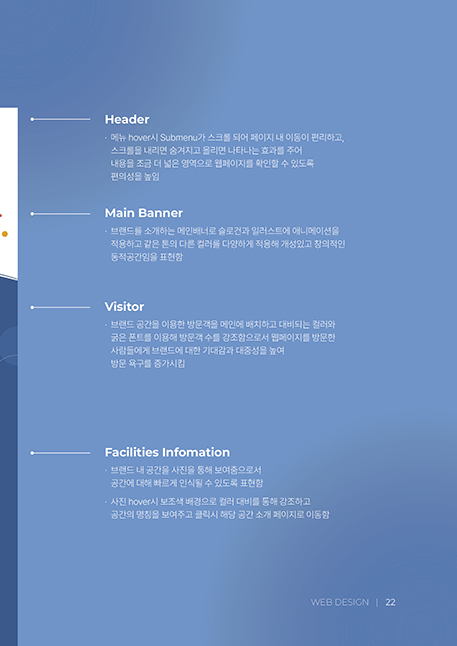 Header
· 메뉴 hover시 Submenu가 스크롤 되어 페이지 내 이동이 편리하고,
스크롤을 내리면 숨겨지고 올리면 나타나는 효과를 주어
내용을 조금 더 넓은 영역으로 웹페이지를 확인할 수 있도록
편의성을 높임
Main Banner
· 브랜드를 소개하는 메인배너로 슬로건과 일러스트에 애니메이션을
적용하고 같은 톤의 다른 컬러를 다양하게 적용해 개성있고 창의적인
동적공간임을 표현함
Visitor
· 브랜드 공간을 이용한 방문객을 메인에 배치하고 대비되는 컬러와
굵은 폰트를 이용해 방문객 수를 강조함으로서 웹페이지를 방문한
사람들에게 브랜드에 대한 기대감과 대중성을 높여
방문 욕구를 증가시킴
Facilities Infomation
· 브랜드 내 공간을 사진을 통해 보여줌으로서
공간에 대해 빠르게 인식될 수 있도록 표현함
· 사진 hover시 보조색 배경으로 컬러 대비를 통해 강조하고
공간의 명칭을 보여주고 클릭시 해당 공간 소개 페이지로 이동함
WEB DESIGN | 22